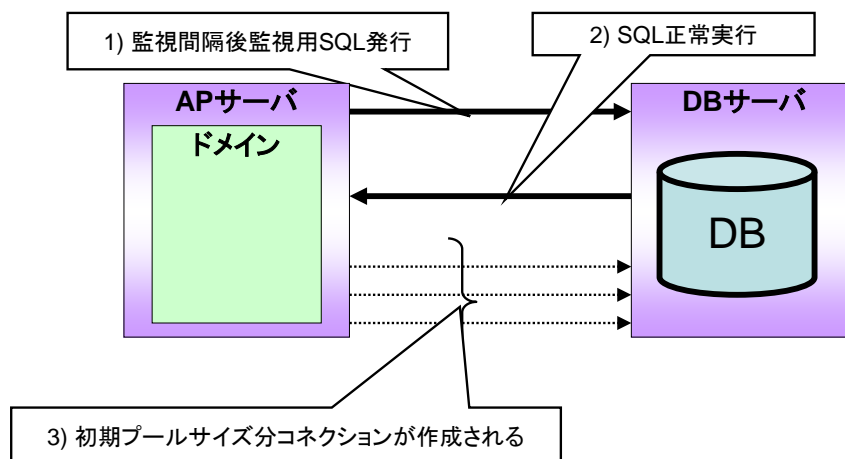 1) 監視間隔後監視用SQL発行
2) SQL正常実行
APサーバ
DBサーバ
ドメイン
DB
3) 初期プールサイズ分コネクションが作成される